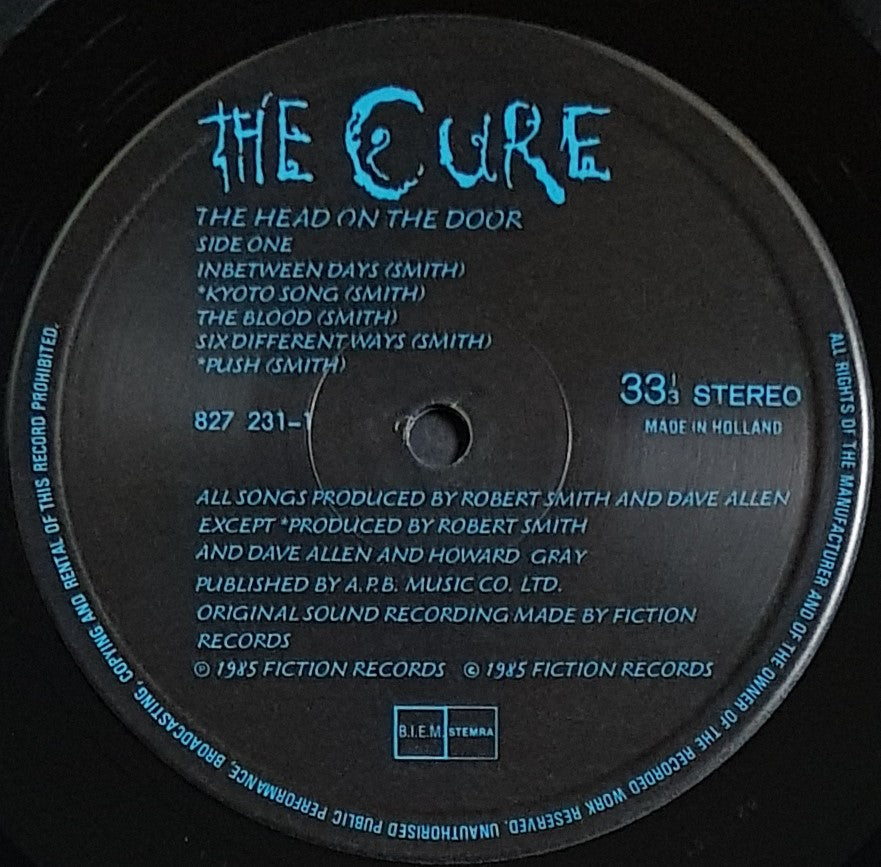 THE CURE
THE HEAD ON THE DOOR
SIDE ONE
INBETWEEN DAYS (SMITH)
*KYOTO SONG (SMITH)
THE BLOOD (SMITH)
SIX DIFFERENT WAYS (SMITH)
*PUSH (SMITH)
827 231-1
33 1/3 STEREO
MADE IN HOLLAND
ALL SONGS PRODUCED BY ROBERT SMITH AND DAVE ALLEN
EXCEPT *PRODUCED BY ROBERT SMITH
AND DAVE ALLEN AND HOWARD GRAY
PUBLISHED BY A.P.B. MUSIC CO. LTD.
ORIGINAL SOUND RECORDING MADE BY FICTION
RECORDS
℗ 1985 FICTION RECORDS © 1985 FICTION RECORDS
B.I.E.M. STEMRA
ALL RIGHTS OF THE MANUFACTURER AND OF THE OWNER OF THE RECORDED WORK RESERVED. UNAUTHORISED PUBLIC PERFORMANCE, BROADCASTING, COPYING AND RENTAL OF THIS RECORD PROHIBITED.